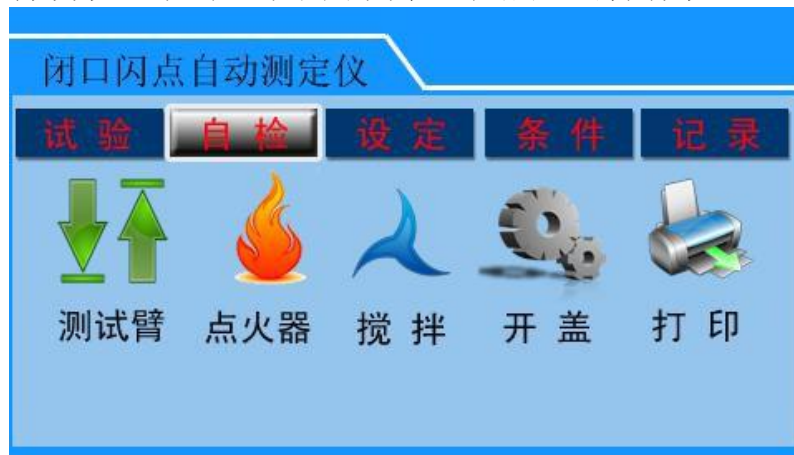 闭口闪点自动测定仪
试 验 自 检 设 定 条 件 记 录
测试臂 点火器 搅 拌 开 盖 打 印